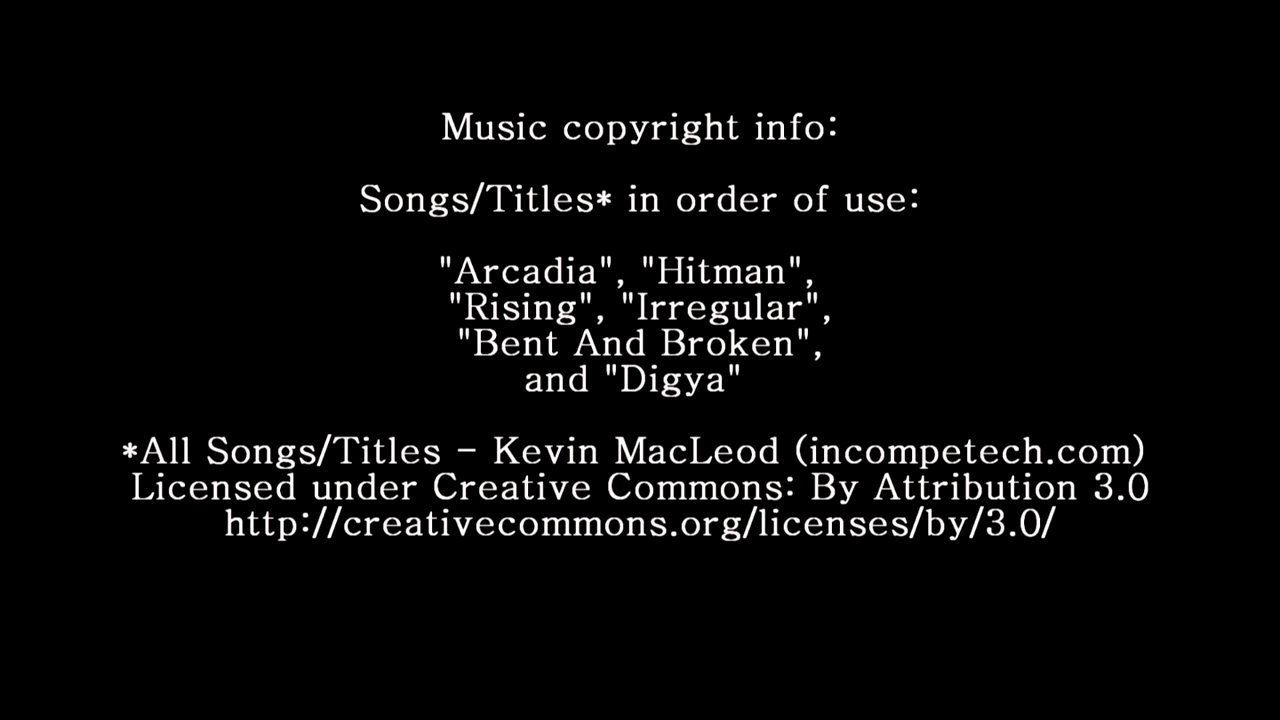 Music copyright info:
Songs/Titles* in order of use:
"Arcadia", "Hitman",
"Rising", "Irregular",
"Bent And Broken",
and "Digya"
*All Songs/Titles - Kevin MacLeod (incompetech.com)
Licensed under Creative Commons: By Attribution 3.0
http://creativecommons.org/licenses/by/3.0/